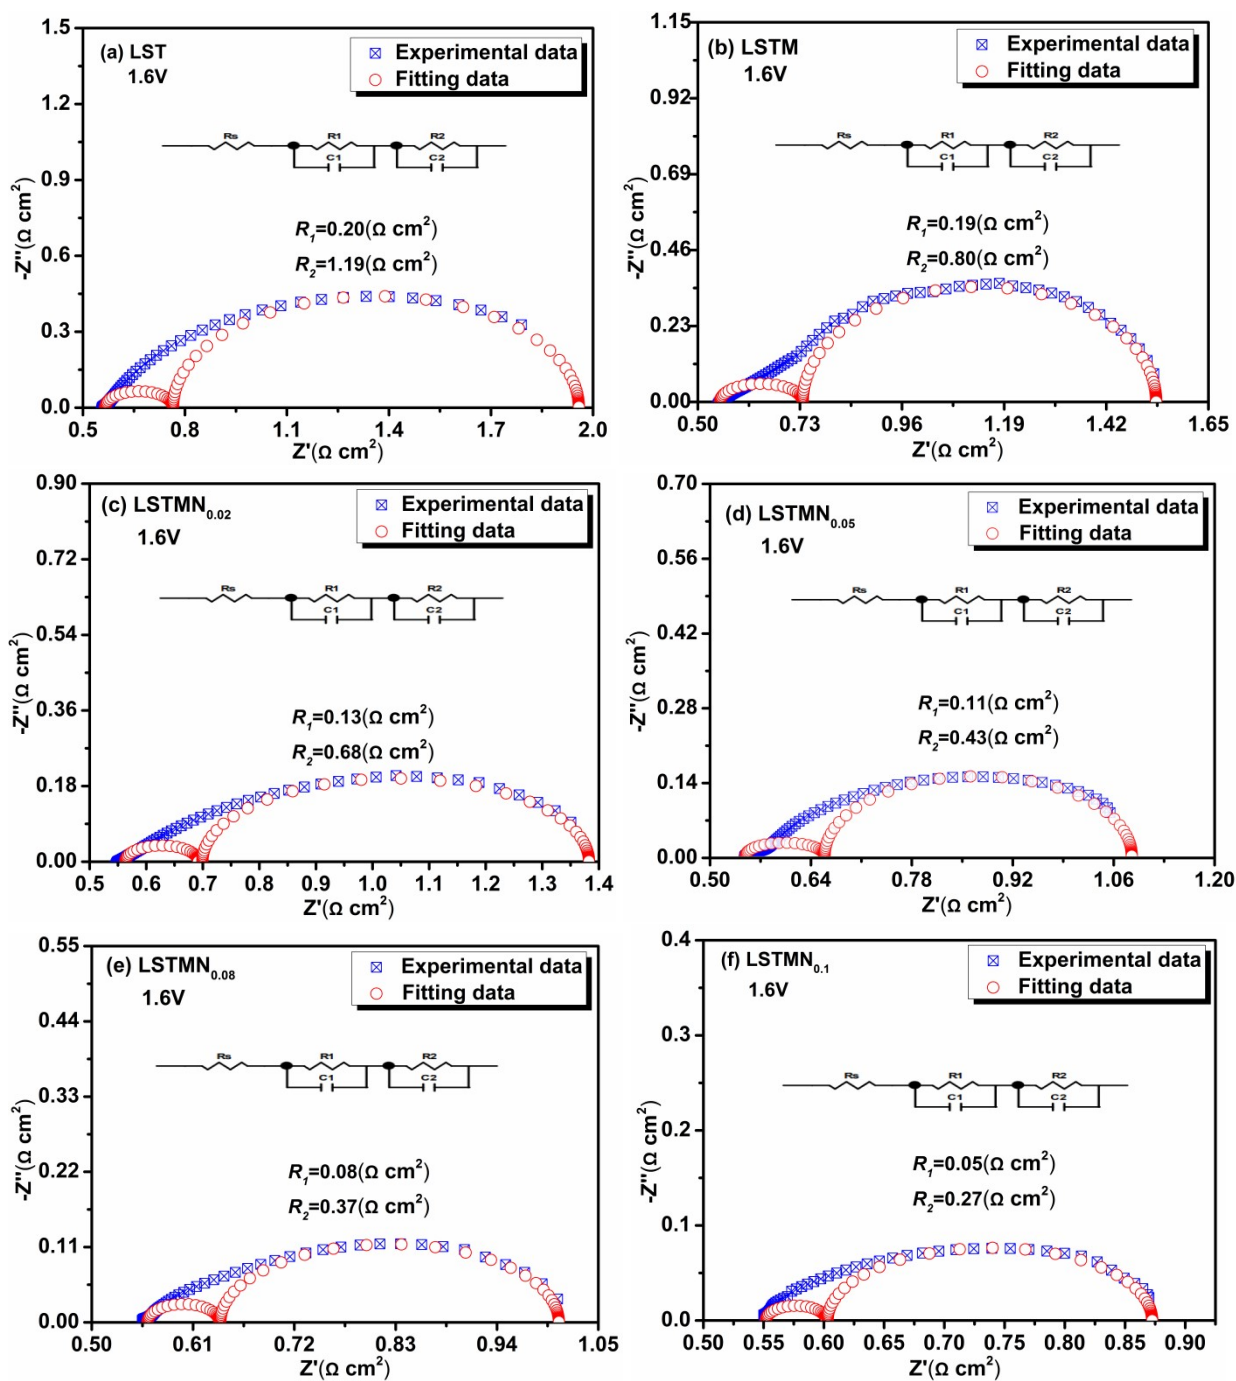 (a) LST
1.6V
Experimental data
Fitting data
Rs
R1
C1
R2
C2
R₁=0.20(Ω cm²)
R₂=1.19(Ω cm²)
-Z''(Ω cm²)
1.5
1.2
0.9
0.6
0.3
0.0
0.5
0.8
1.1
1.4
1.7
2.0
Z'(Ω cm²)
(b) LSTM
1.6V
Experimental data
Fitting data
Rs
R1
C1
R2
C2
R₁=0.19(Ω cm²)
R₂=0.80(Ω cm²)
-Z''(Ω cm²)
1.15
0.92
0.69
0.46
0.23
0.00
0.50
0.73
0.96
1.19
1.42
1.65
Z'(Ω cm²)
(c) LSTMN₀.₀₂
1.6V
Experimental data
Fitting data
Rs
R1
C1
R2
C2
R₁=0.13(Ω cm²)
R₂=0.68(Ω cm²)
-Z''(Ω cm²)
0.90
0.72
0.54
0.36
0.18
0.00
0.5
0.6
0.7
0.8
0.9
1.0
1.1
1.2
1.3
1.4
Z'(Ω cm²)
(d) LSTMN₀.₀₅
1.6V
Experimental data
Fitting data
Rs
R1
C1
R2
C2
R₁=0.11(Ω cm²)
R₂=0.43(Ω cm²)
-Z''(Ω cm²)
0.70
0.56
0.42
0.28
0.14
0.00
0.50
0.64
0.78
0.92
1.06
1.20
Z'(Ω cm²)
(e) LSTMN₀.₀₈
1.6V
Experimental data
Fitting data
Rs
R1
C1
R2
C2
R₁=0.08(Ω cm²)
R₂=0.37(Ω cm²)
-Z''(Ω cm²)
0.55
0.44
0.33
0.22
0.11
0.00
0.50
0.61
0.72
0.83
0.94
1.05
Z'(Ω cm²)
(f) LSTMN₀.₁
1.6V
Experimental data
Fitting data
Rs
R1
C1
R2
C2
R₁=0.05(Ω cm²)
R₂=0.27(Ω cm²)
-Z''(Ω cm²)
0.4
0.3
0.2
0.1
0.0
0.50
0.55
0.60
0.65
0.70
0.75
0.80
0.85
0.90
Z'(Ω cm²)